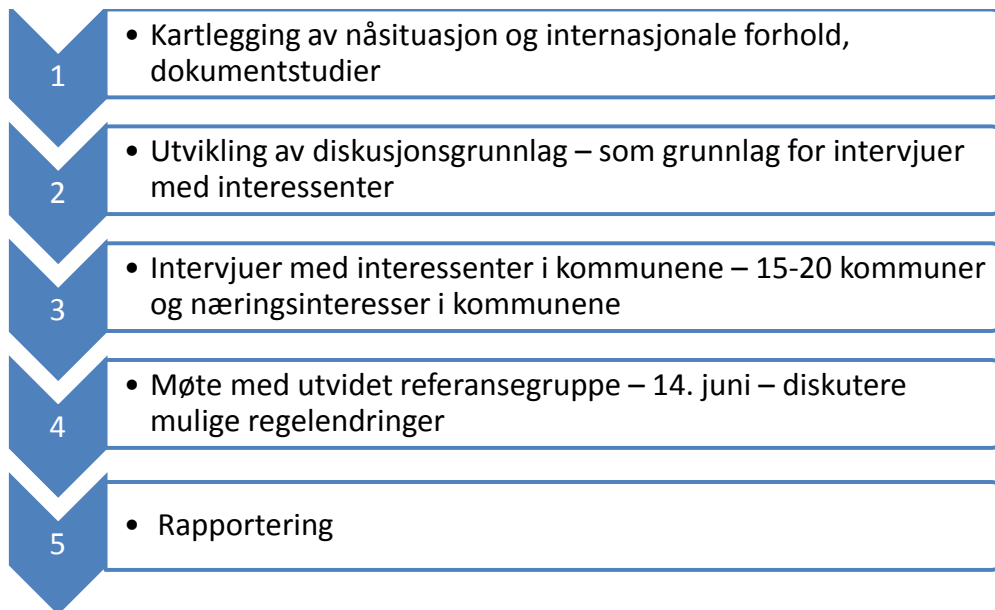 1
• Kartlegging av nåsituasjon og internasjonale forhold,
dokumentstudier
2
• Utvikling av diskusjonsgrunnlag – som grunnlag for intervjuer
med interessenter
3
• Intervjuer med interessenter i kommunene – 15-20 kommuner
og næringsinteresser i kommunene
4
• Møte med utvidet referansegruppe – 14. juni – diskutere
mulige regelendringer
5
• Rapportering